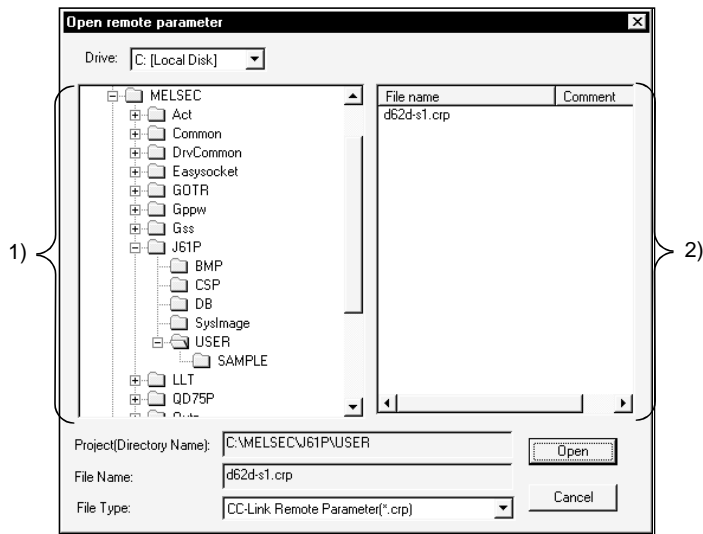 Open remote parameter
Drive: C: [Local Disk]
MELSEC
Act
Common
DrvCommon
Easysocket
GOTR
Gppw
Gss
J61P
BMP
CSP
DB
SysImage
USER
SAMPLE
LLT
QD75P
1)
File name Comment
d62d-s1.crp
2)
Project(Directory Name): C:\MELSEC\J61P\USER
Open
File Name: d62d-s1.crp
File Type: CC-Link Remote Parameter(*.crp)
Cancel